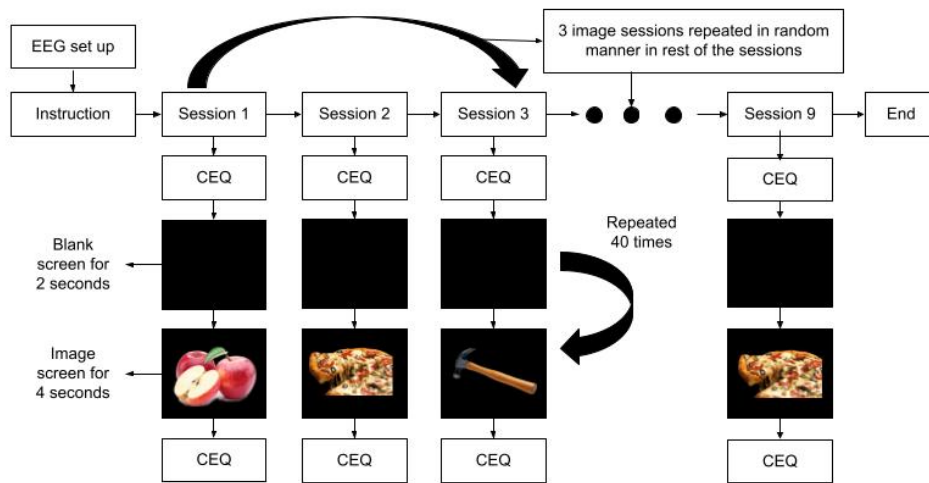 EEG set up
3 image sessions repeated in random
manner in rest of the sessions
Instruction
Session 1
Session 2
Session 3
Session 9
End
CEQ
CEQ
CEQ
CEQ
Blank
screen for
2 seconds
Repeated
40 times
Image
screen for
4 seconds
CEQ
CEQ
CEQ
CEQ